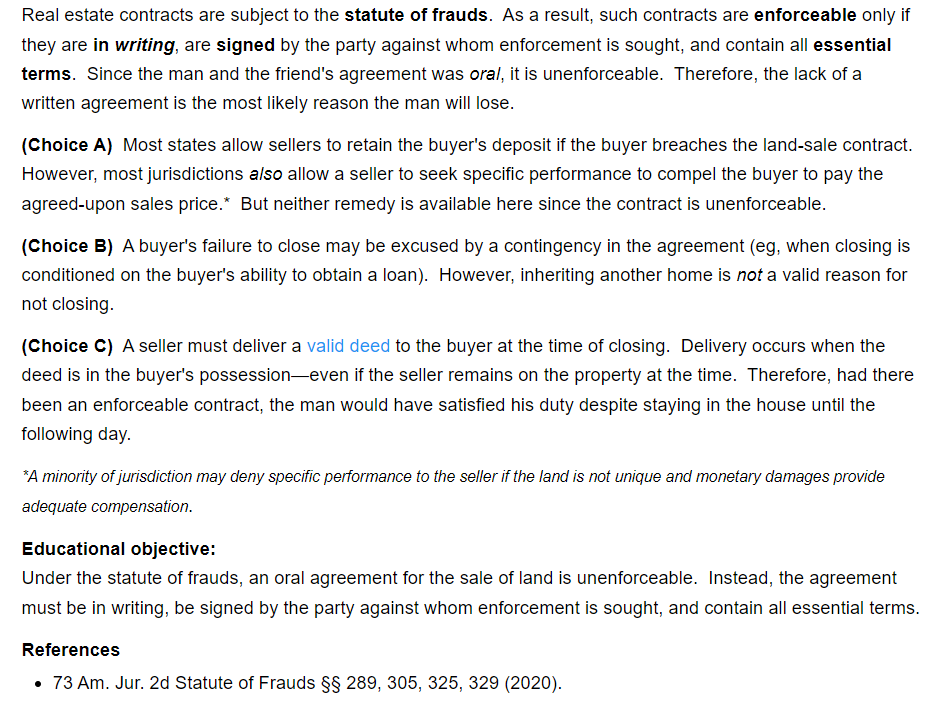 Real estate contracts are subject to the statute of frauds.  As a result, such contracts are enforceable only if
they are in writing, are signed by the party against whom enforcement is sought, and contain all essential
terms.  Since the man and the friend's agreement was oral, it is unenforceable.  Therefore, the lack of a
written agreement is the most likely reason the man will lose.
(Choice A)  Most states allow sellers to retain the buyer's deposit if the buyer breaches the land-sale contract.
However, most jurisdictions also allow a seller to seek specific performance to compel the buyer to pay the
agreed-upon sales price.*  But neither remedy is available here since the contract is unenforceable.
(Choice B)  A buyer's failure to close may be excused by a contingency in the agreement (eg, when closing is
conditioned on the buyer's ability to obtain a loan).  However, inheriting another home is not a valid reason for
not closing.
(Choice C)  A seller must deliver a valid deed to the buyer at the time of closing.  Delivery occurs when the
deed is in the buyer's possession—even if the seller remains on the property at the time.  Therefore, had there
been an enforceable contract, the man would have satisfied his duty despite staying in the house until the
following day.
*A minority of jurisdiction may deny specific performance to the seller if the land is not unique and monetary damages provide
adequate compensation.
Educational objective:
Under the statute of frauds, an oral agreement for the sale of land is unenforceable.  Instead, the agreement
must be in writing, be signed by the party against whom enforcement is sought, and contain all essential terms.
References
• 73 Am. Jur. 2d Statute of Frauds §§ 289, 305, 325, 329 (2020).